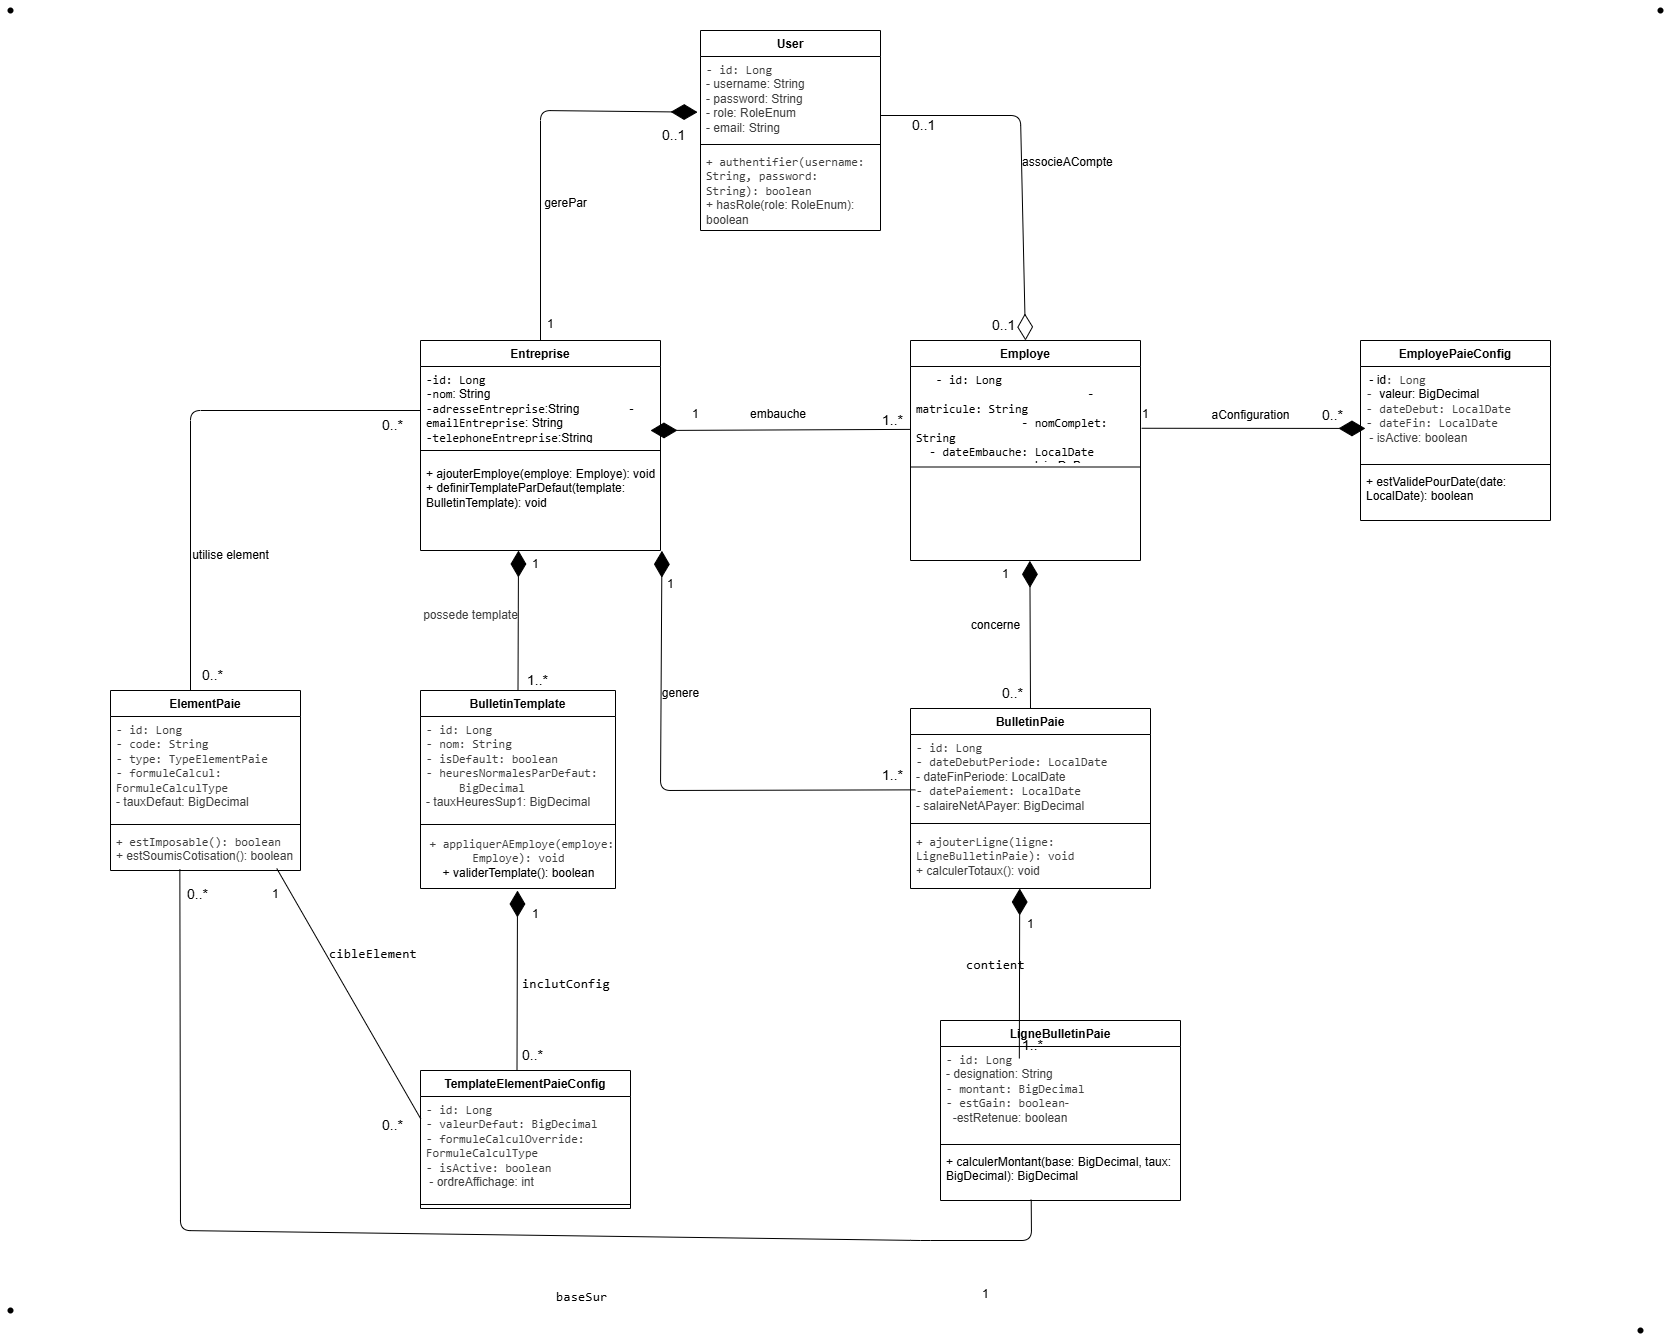 User
- id: Long
- username: String
- password: String
- role: RoleEnum
- email: String
+ authentifier(username:
String, password:
String): boolean
+ hasRole(role: RoleEnum):
boolean
0..1
0..1
associeACompte
gerePar
1
0..1
Entreprise
-id: Long
-nom: String
-adresseEntreprise:String -
emailEntreprise: String
-telephoneEntreprise:String
+ ajouterEmploye(employe: Employe): void
+ definirTemplateParDefaut(template:
BulletinTemplate): void
1
embauche
1..*
Employe
- id: Long
-
matricule: String
- nomComplet:
String
- dateEmbauche: LocalDate
1
aConfiguration
0..*
EmployePaieConfig
- id: Long
- valeur: BigDecimal
- dateDebut: LocalDate
- dateFin: LocalDate
- isActive: boolean
+ estValidePourDate(date:
LocalDate): boolean
0..*
utilise element
0..*
1
possede template
1..*
1
genere
1..*
1
concerne
0..*
ElementPaie
- id: Long
- code: String
- type: TypeElementPaie
- formuleCalcul:
FormuleCalculType
- tauxDefaut: BigDecimal
+ estImposable(): boolean
+ estSoumisCotisation(): boolean
BulletinTemplate
- id: Long
- nom: String
- isDefault: boolean
- heuresNormalesParDefaut:
BigDecimal
- tauxHeuresSup1: BigDecimal
+ appliquerAEmploye(employe:
Employe): void
+ validerTemplate(): boolean
BulletinPaie
- id: Long
- dateDebutPeriode: LocalDate
- dateFinPeriode: LocalDate
- datePaiement: LocalDate
- salaireNetAPayer: BigDecimal
+ ajouterLigne(ligne:
LigneBulletinPaie): void
+ calculerTotaux(): void
0..*
1
cibleElement
0..*
1
inclutConfig
0..*
1
contient
1..*
TemplateElementPaieConfig
- id: Long
- valeurDefaut: BigDecimal
- formuleCalculOverride:
FormuleCalculType
- isActive: boolean
- ordreAffichage: int
LigneBulletinPaie
- id: Long
- designation: String
- montant: BigDecimal
- estGain: boolean-
-estRetenue: boolean
+ calculerMontant(base: BigDecimal, taux:
BigDecimal): BigDecimal
baseSur
1